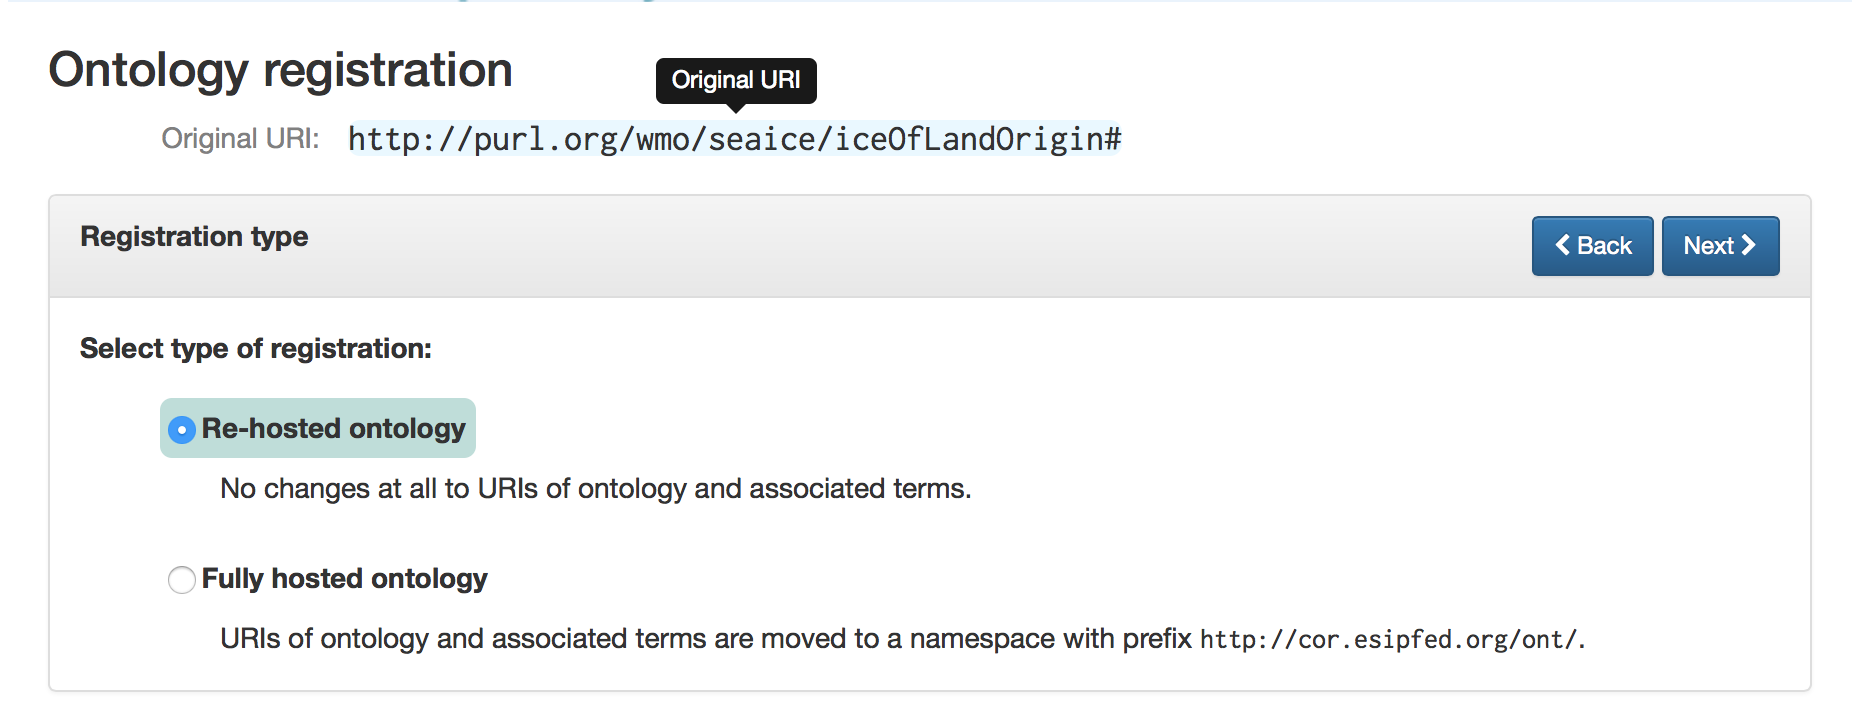 Ontology registration
Original URI
Original URI: http://purl.org/wmo/seaice/iceOfLandOrigin#
Registration type
Back
Next
Select type of registration:
Re-hosted ontology
No changes at all to URIs of ontology and associated terms.
Fully hosted ontology
URIs of ontology and associated terms are moved to a namespace with prefix http://cor.esipfed.org/ont/.